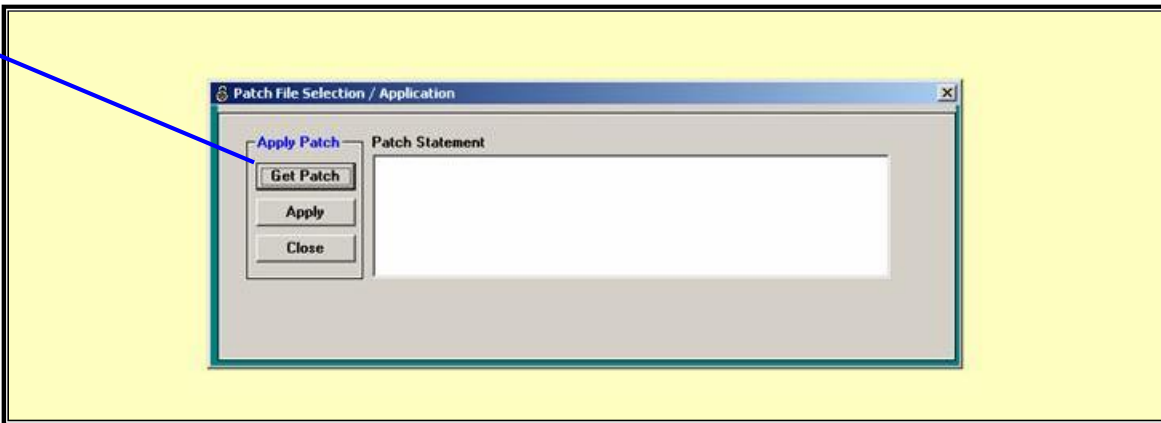 Patch File Selection / Application
Apply Patch
Patch Statement
Get Patch
Apply
Close